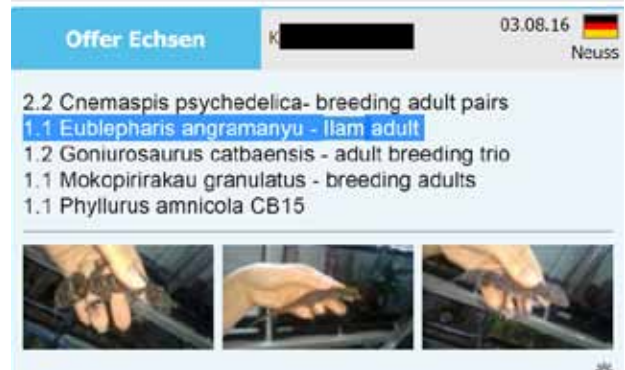 Offer Echsen
K
03.08.16
Neuss
2.2 Cnemaspis psychedelica- breeding adult pairs
1.1 Eublepharis angramanyu - Ilam adult
1.2 Goniurosaurus catbaensis - adult breeding trio
1.1 Mokopirirakau granulatus - breeding adults
1.1 Phyllurus amnicola CB15